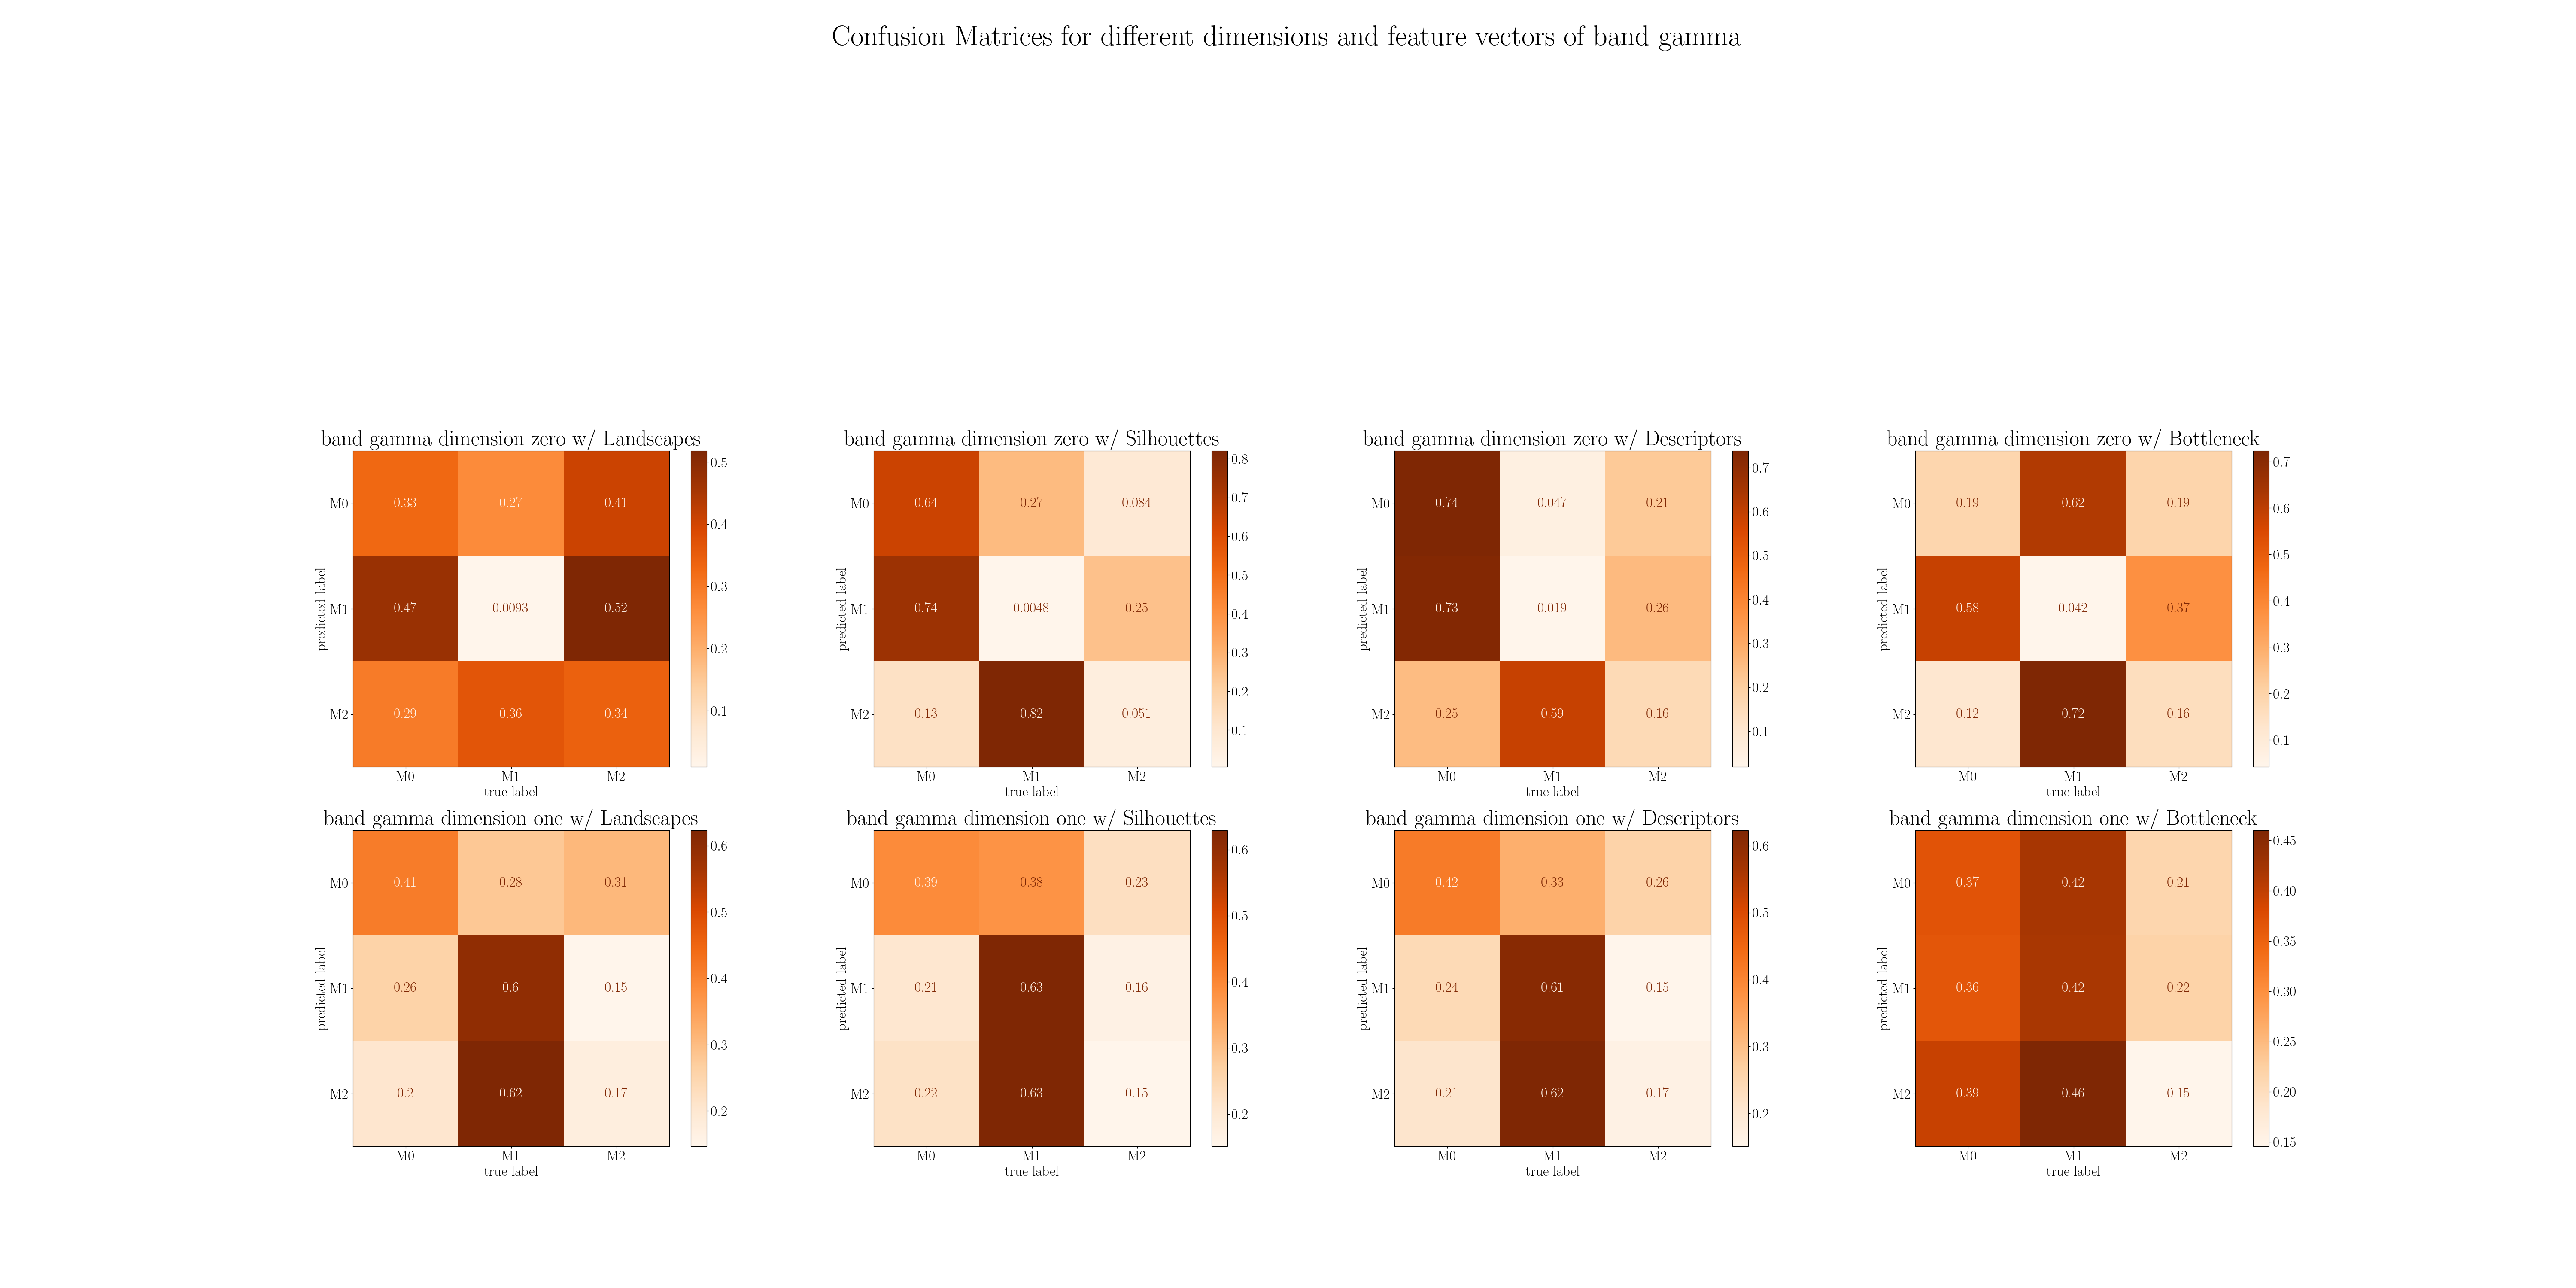 Confusion Matrices for different dimensions and feature vectors of band gamma
band gamma dimension zero w/ Landscapes
M0 0.33 0.27 0.41
M1 0.47 0.0093 0.52
M2 0.29 0.36 0.34
predicted label
M0 M1 M2
true label
0.5
0.4
0.3
0.2
0.1
band gamma dimension zero w/ Silhouettes
M0 0.64 0.27 0.084
M1 0.74 0.0048 0.25
M2 0.13 0.82 0.051
predicted label
M0 M1 M2
true label
0.8
0.7
0.6
0.5
0.4
0.3
0.2
0.1
band gamma dimension zero w/ Descriptors
M0 0.74 0.047 0.21
M1 0.73 0.019 0.26
M2 0.25 0.59 0.16
predicted label
M0 M1 M2
true label
0.7
0.6
0.5
0.4
0.3
0.2
0.1
band gamma dimension zero w/ Bottleneck
M0 0.19 0.62 0.19
M1 0.58 0.042 0.37
M2 0.12 0.72 0.16
predicted label
M0 M1 M2
true label
0.7
0.6
0.5
0.4
0.3
0.2
0.1
band gamma dimension one w/ Landscapes
M0 0.41 0.28 0.31
M1 0.26 0.6 0.15
M2 0.2 0.62 0.17
predicted label
M0 M1 M2
true label
0.6
0.5
0.4
0.3
0.2
band gamma dimension one w/ Silhouettes
M0 0.39 0.38 0.23
M1 0.21 0.63 0.16
M2 0.22 0.63 0.15
predicted label
M0 M1 M2
true label
0.6
0.5
0.4
0.3
0.2
band gamma dimension one w/ Descriptors
M0 0.42 0.33 0.26
M1 0.24 0.61 0.15
M2 0.21 0.62 0.17
predicted label
M0 M1 M2
true label
0.6
0.5
0.4
0.3
0.2
band gamma dimension one w/ Bottleneck
M0 0.37 0.42 0.21
M1 0.36 0.42 0.22
M2 0.39 0.46 0.15
predicted label
M0 M1 M2
true label
0.45
0.40
0.35
0.30
0.25
0.20
0.15